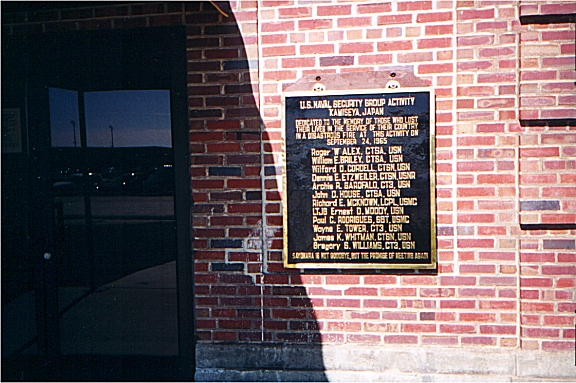 U.S. NAVAL SECURITY GROUP ACTIVITY
KAMISEYA, JAPAN
DEDICATED TO THE MEMORY OF THOSE WHO LOST
THEIR LIVES IN THE SERVICE OF THEIR COUNTRY
IN A DISASTROUS FIRE AT THIS ACTIVITY ON
SEPTEMBER 24, 1965
Roger W ALEX, CTSA, USN
William E. BAILEY, CTSA, USN
Wilford D. CORDELL, CTSN, USN
Dennis E. ETZWEILER, CTSN, USNR
Archie R. GAROFALO, CT3, USN
John D. HOUSE, CTSA, USN
Richard E. MCKNOWN, LCPL, USMC
LTJG Ernest D. MOODY, USN
Paul C. RODRIGUES, SGT, USMC
Wayne E. TOWER, CT3, USN
James K. WHITMAN, CTSN, USN
Gregory S. WILLIAMS, CT2, USN
SAYONARA IS NOT GOODBYE, BUT THE PROMISE OF MEETING AGAIN